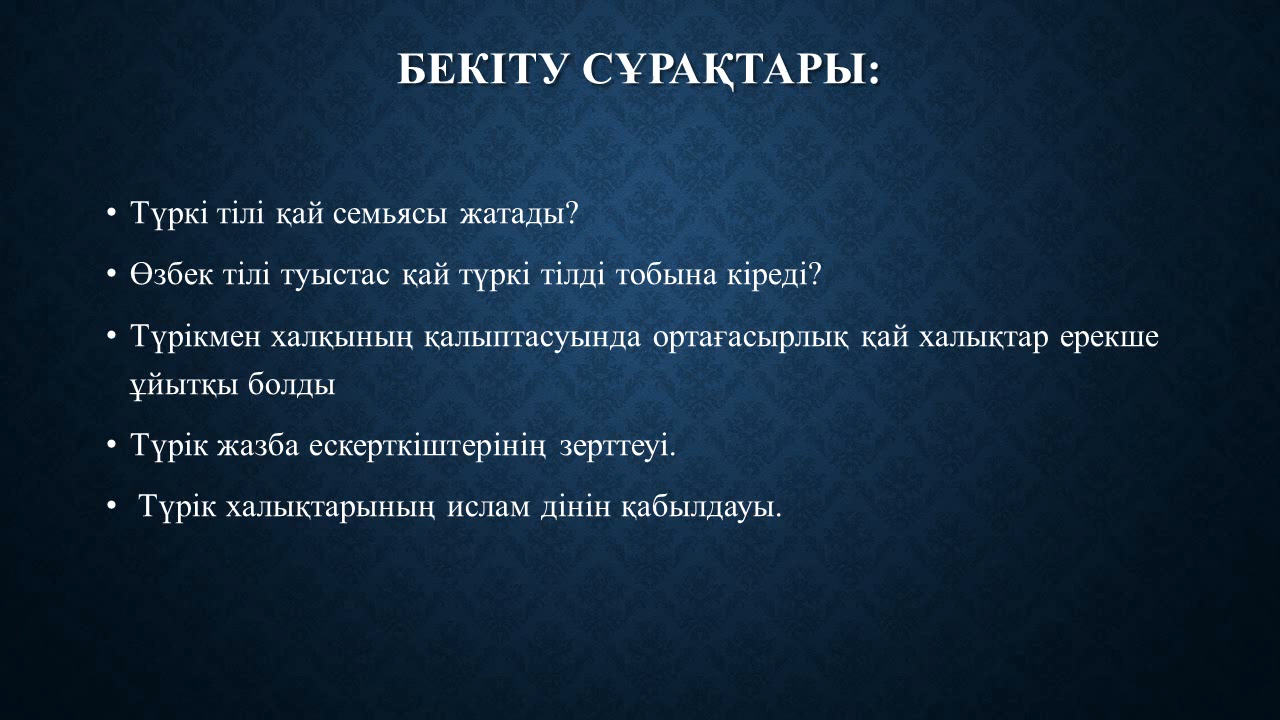 БЕКІТУ СҰРАҚТАРЫ:
• Түркі тілі қай семьясы жатады?
• Өзбек тілі туыстас қай түркі тілді тобына кіреді?
• Түрікмен халқының қалыптасуында ортағасырлық қай халықтар ерекше
ұйытқы болды
• Түрік жазба ескерткіштерінің зерттеуі.
• Түрік халықтарының ислам дінін қабылдауы.